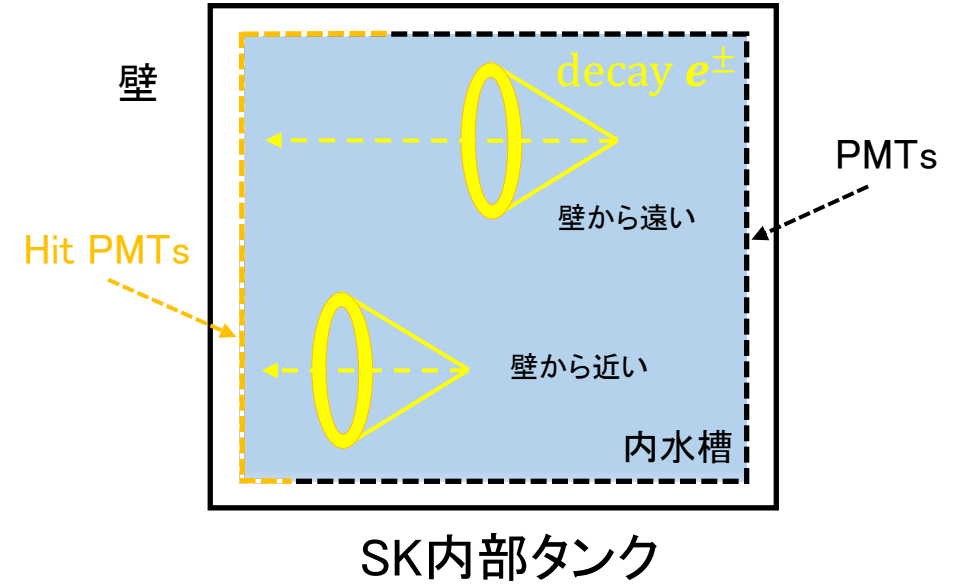 壁
decay e±
PMTs
壁から遠い
Hit PMTs
壁から近い
内水槽
SK内部タンク